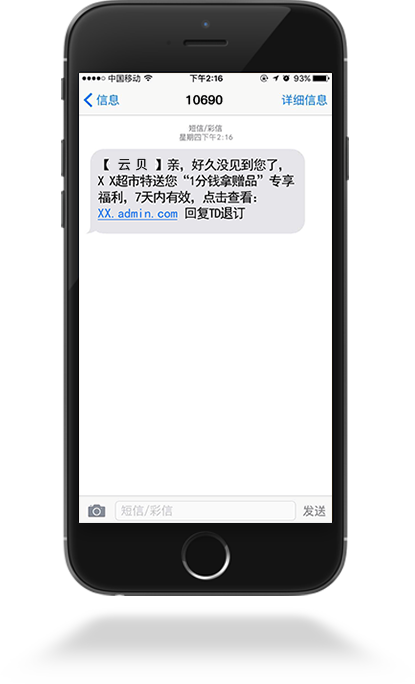 中国移动 下午2:16 93%
信息 10690 详细信息
短信/彩信
星期四下午2:16
【 云 贝 】亲，好久没见到您了，
X X超市特送您“1分钱拿赠品”专享
福利，7天内有效，点击查看：
XX.admin.com 回复TD退订
短信/彩信 发送